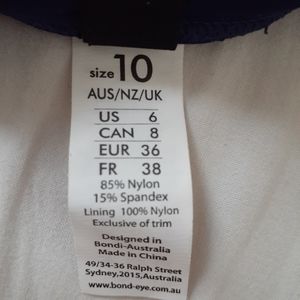 size 10
AUS/NZ/UK
US 6
CAN 8
EUR 36
FR 38
85% Nylon
15% Spandex
Lining 100% Nylon
Exclusive of trim
Designed in
Bondi-Australia
Made in China
49/34-36 Ralph Street
Sydney,2015,Australia
www.bond-eye.com.au